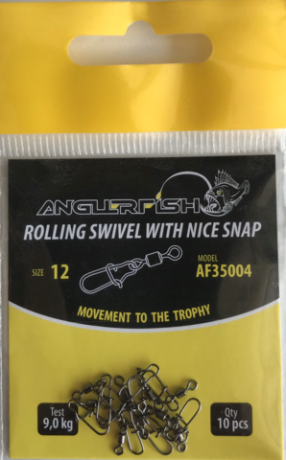 ANGLERFISH
ROLLING SWIVEL WITH NICE SNAP
SIZE 12
MODEL
AF35004
MOVEMENT TO THE TROPHY
Test
9,0 kg
Qty
10 pcs